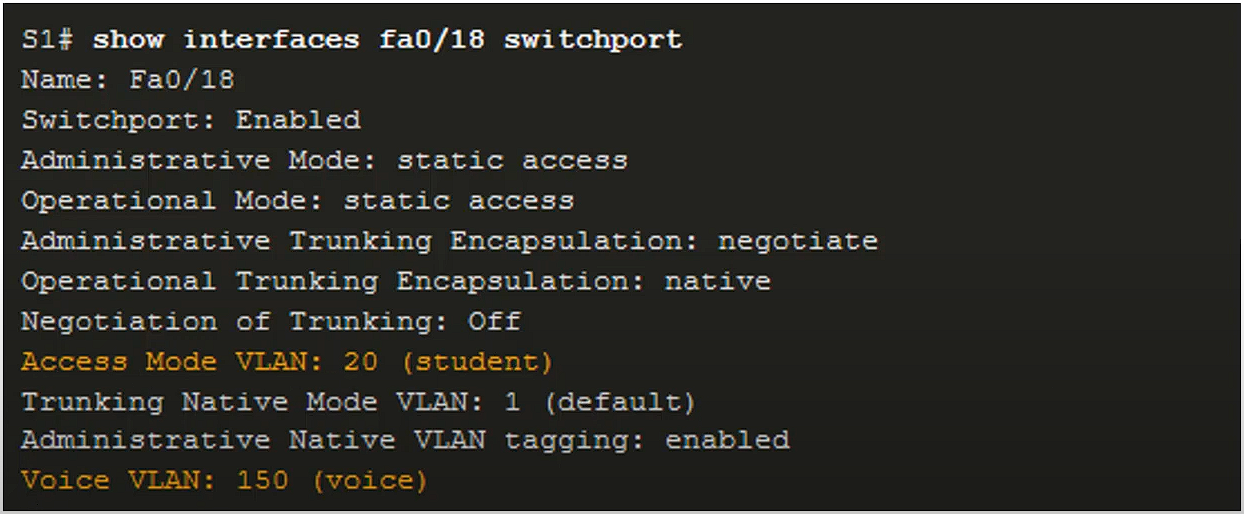 S1# show interfaces fa0/18 switchport
Name: Fa0/18
Switchport: Enabled
Administrative Mode: static access
Operational Mode: static access
Administrative Trunking Encapsulation: negotiate
Operational Trunking Encapsulation: native
Negotiation of Trunking: Off
Access Mode VLAN: 20 (student)
Trunking Native Mode VLAN: 1 (default)
Administrative Native VLAN tagging: enabled
Voice VLAN: 150 (voice)